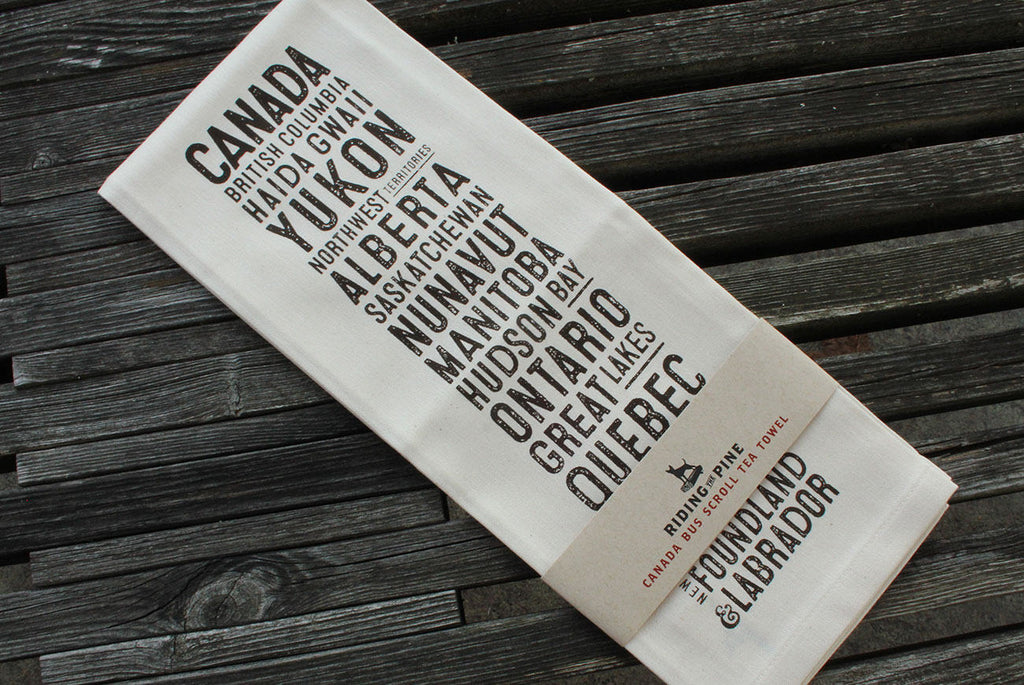 CANADA
BRITISH COLUMBIA
HAIDA GWAII
YUKON
NORTHWEST TERRITORIES
ALBERTA
SASKATCHEWAN
NUNAVUT
MANITOBA
HUDSON BAY
ONTARIO
GREAT LAKES
QUEBEC
RIDING THE PINE
CANADA BUS SCROLL TEA TOWEL
NEW FOUNDLAND
& LABRADOR